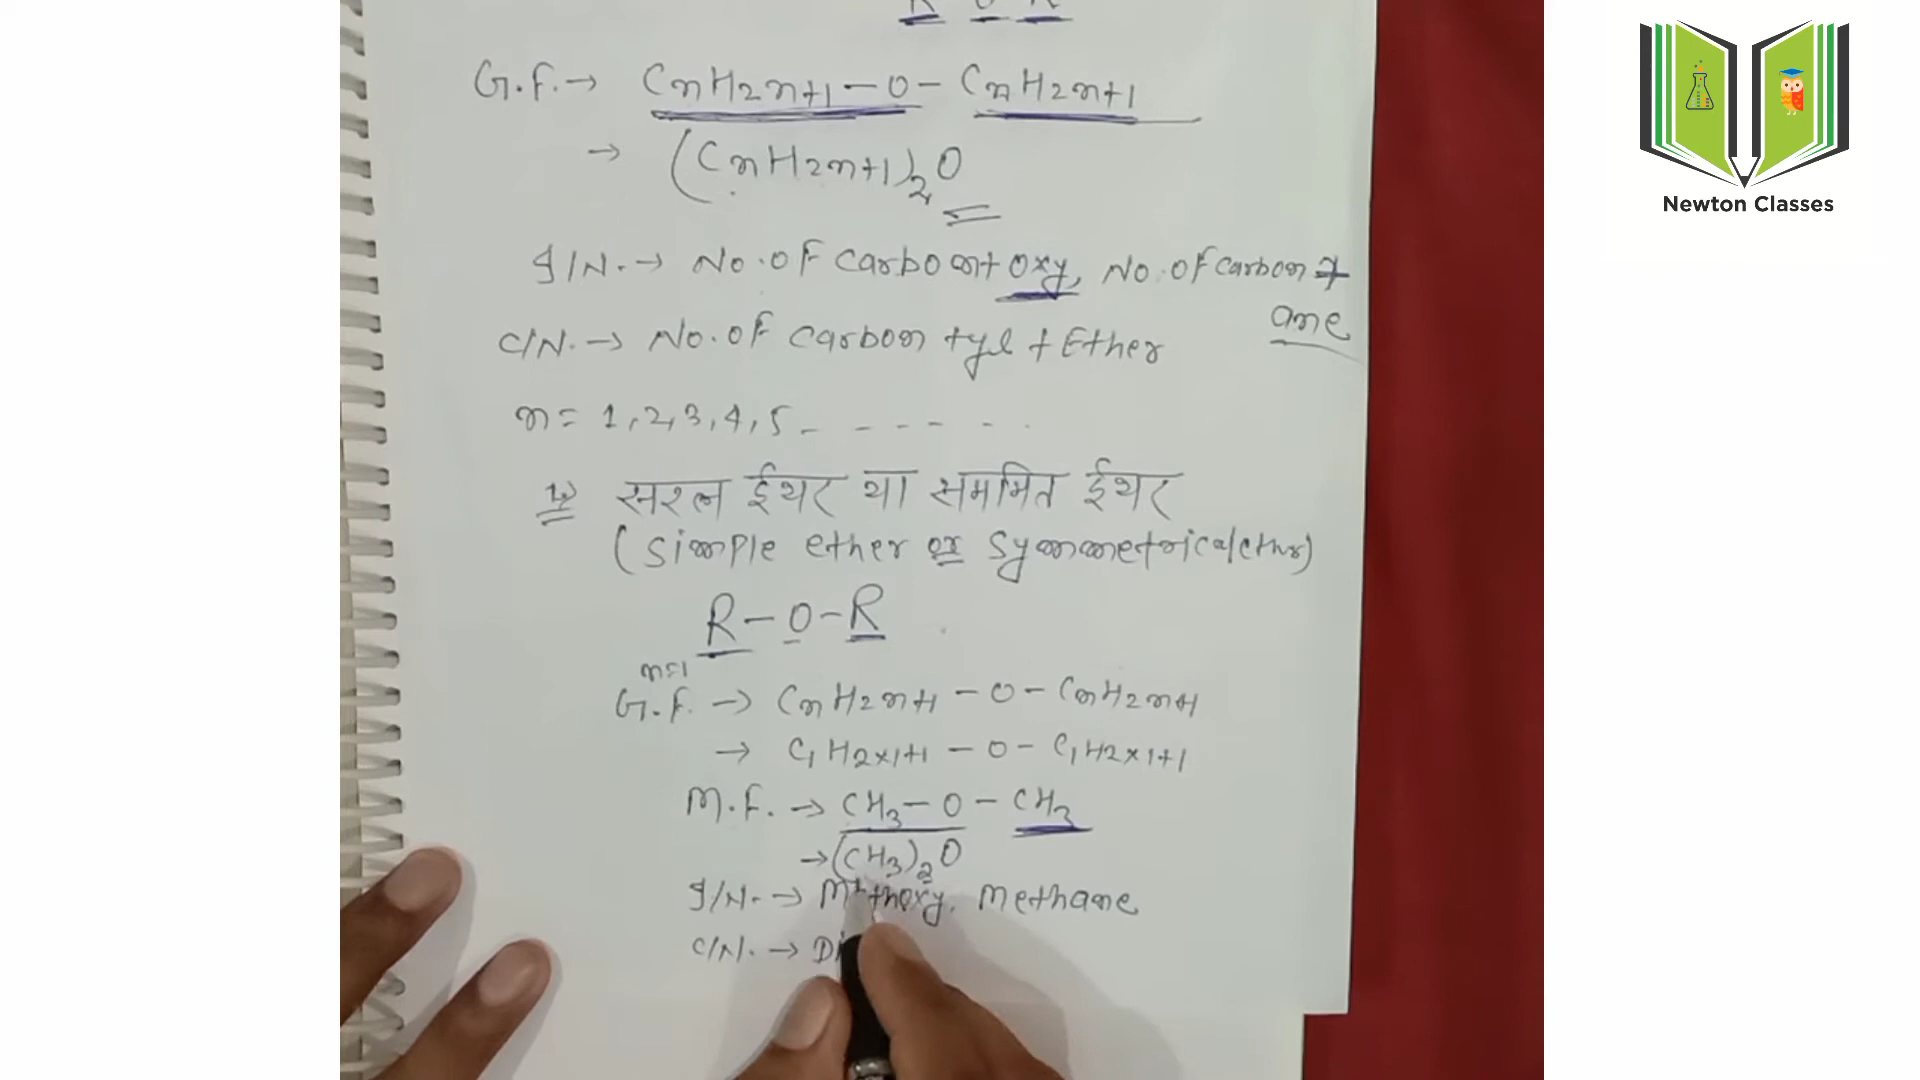 G.F. → CnH2n+1 - O - CnH2n+1
→ (CnH2n+1)2O
I/N. → No. of carbon + oxy, No. of carbon +
ane
C/N. → No. of carbon + yl + Ether
n = 1, 2, 3, 4, 5 - - - - - -
1) सरल ईथर या सममित ईथर
(simple ether or symmetrical ether)
R - O - R
n=1
G.F. → CnH2n+1 - O - CnH2n+1
→ C1H2×1+1 - O - C1H2×1+1
M.F. → CH3 - O - CH3
→ (CH3)2O
I/N. → Methoxy, Methane
C/N. → Di
Newton Classes